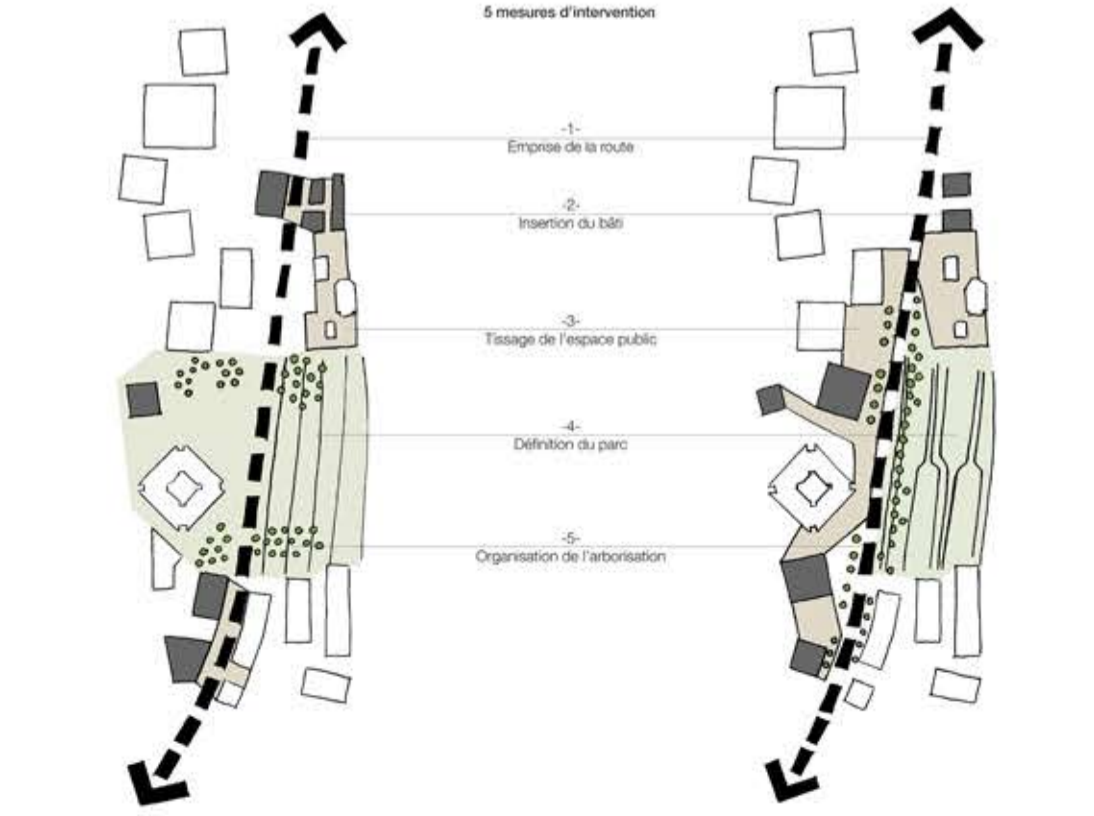 5 mesures d'intervention
-1-
Emprise de la route
-2-
Insertion du bâti
-3-
Tissage de l'espace public
-4-
Définition du parc
-5-
Organisation de l'arborisation